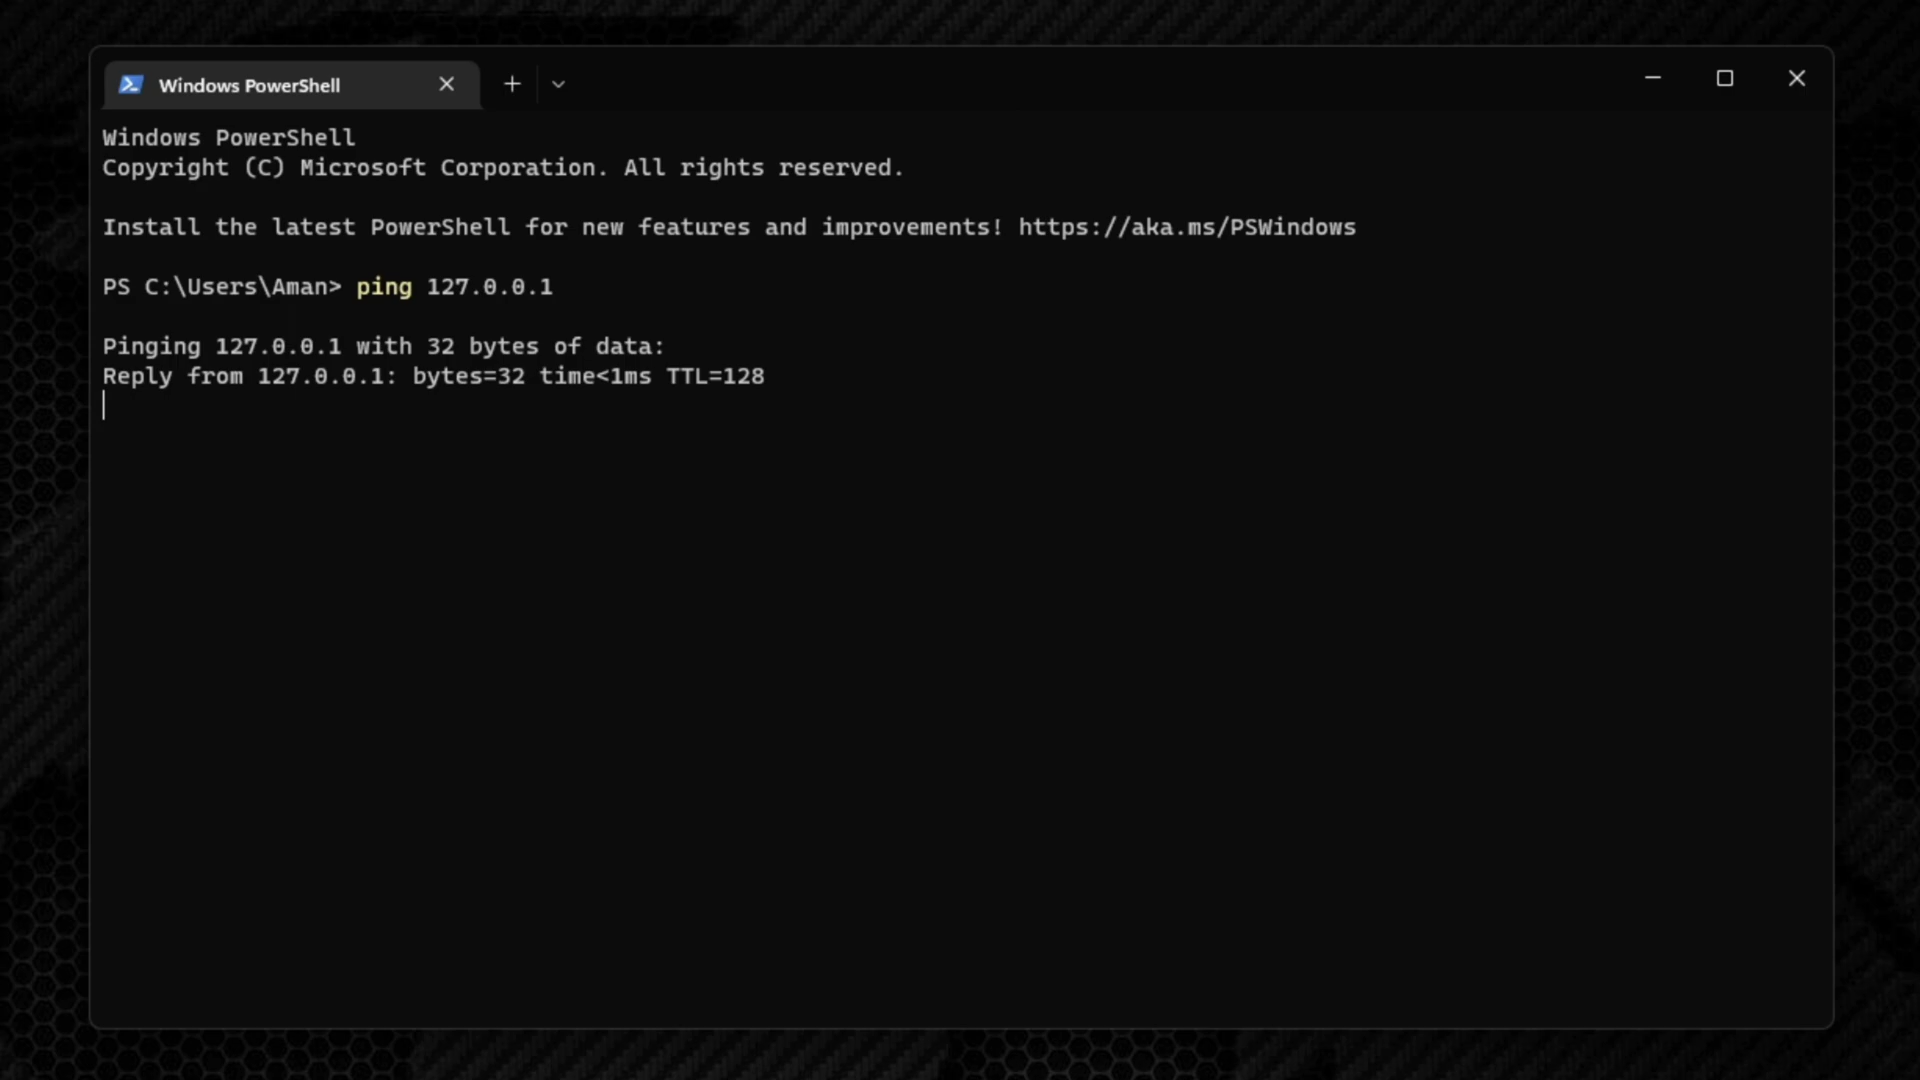 Windows PowerShell
Windows PowerShell
Copyright (C) Microsoft Corporation. All rights reserved.
Install the latest PowerShell for new features and improvements! https://aka.ms/PSWindows
PS C:\Users\Aman> ping 127.0.0.1
Pinging 127.0.0.1 with 32 bytes of data:
Reply from 127.0.0.1: bytes=32 time<1ms TTL=128